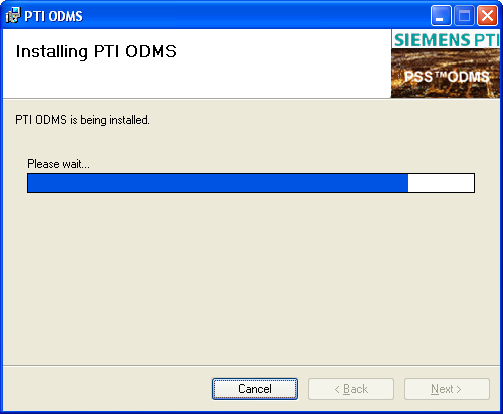 PTI ODMS
Installing PTI ODMS
SIEMENS PTI
PSS™ODMS
PTI ODMS is being installed.
Please wait...
Cancel
< Back
Next >